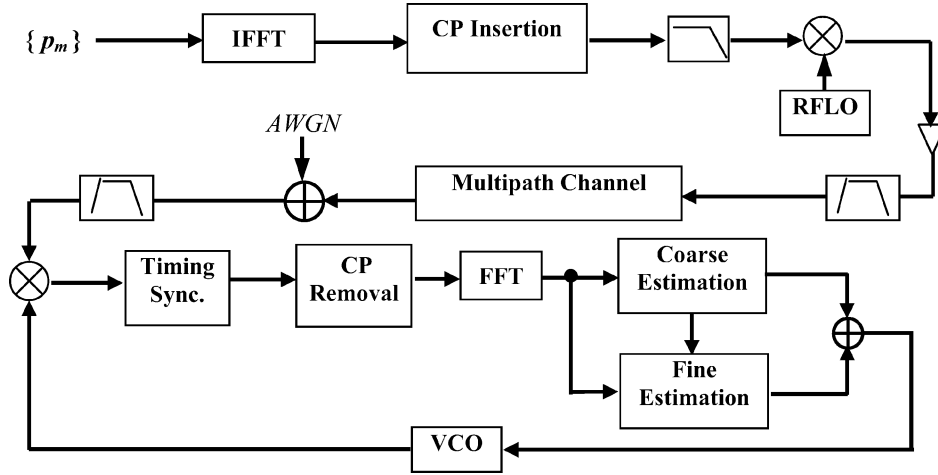 { pm }
IFFT
CP Insertion
RFLO
AWGN
Multipath Channel
Timing
Sync.
CP
Removal
FFT
Coarse
Estimation
Fine
Estimation
VCO